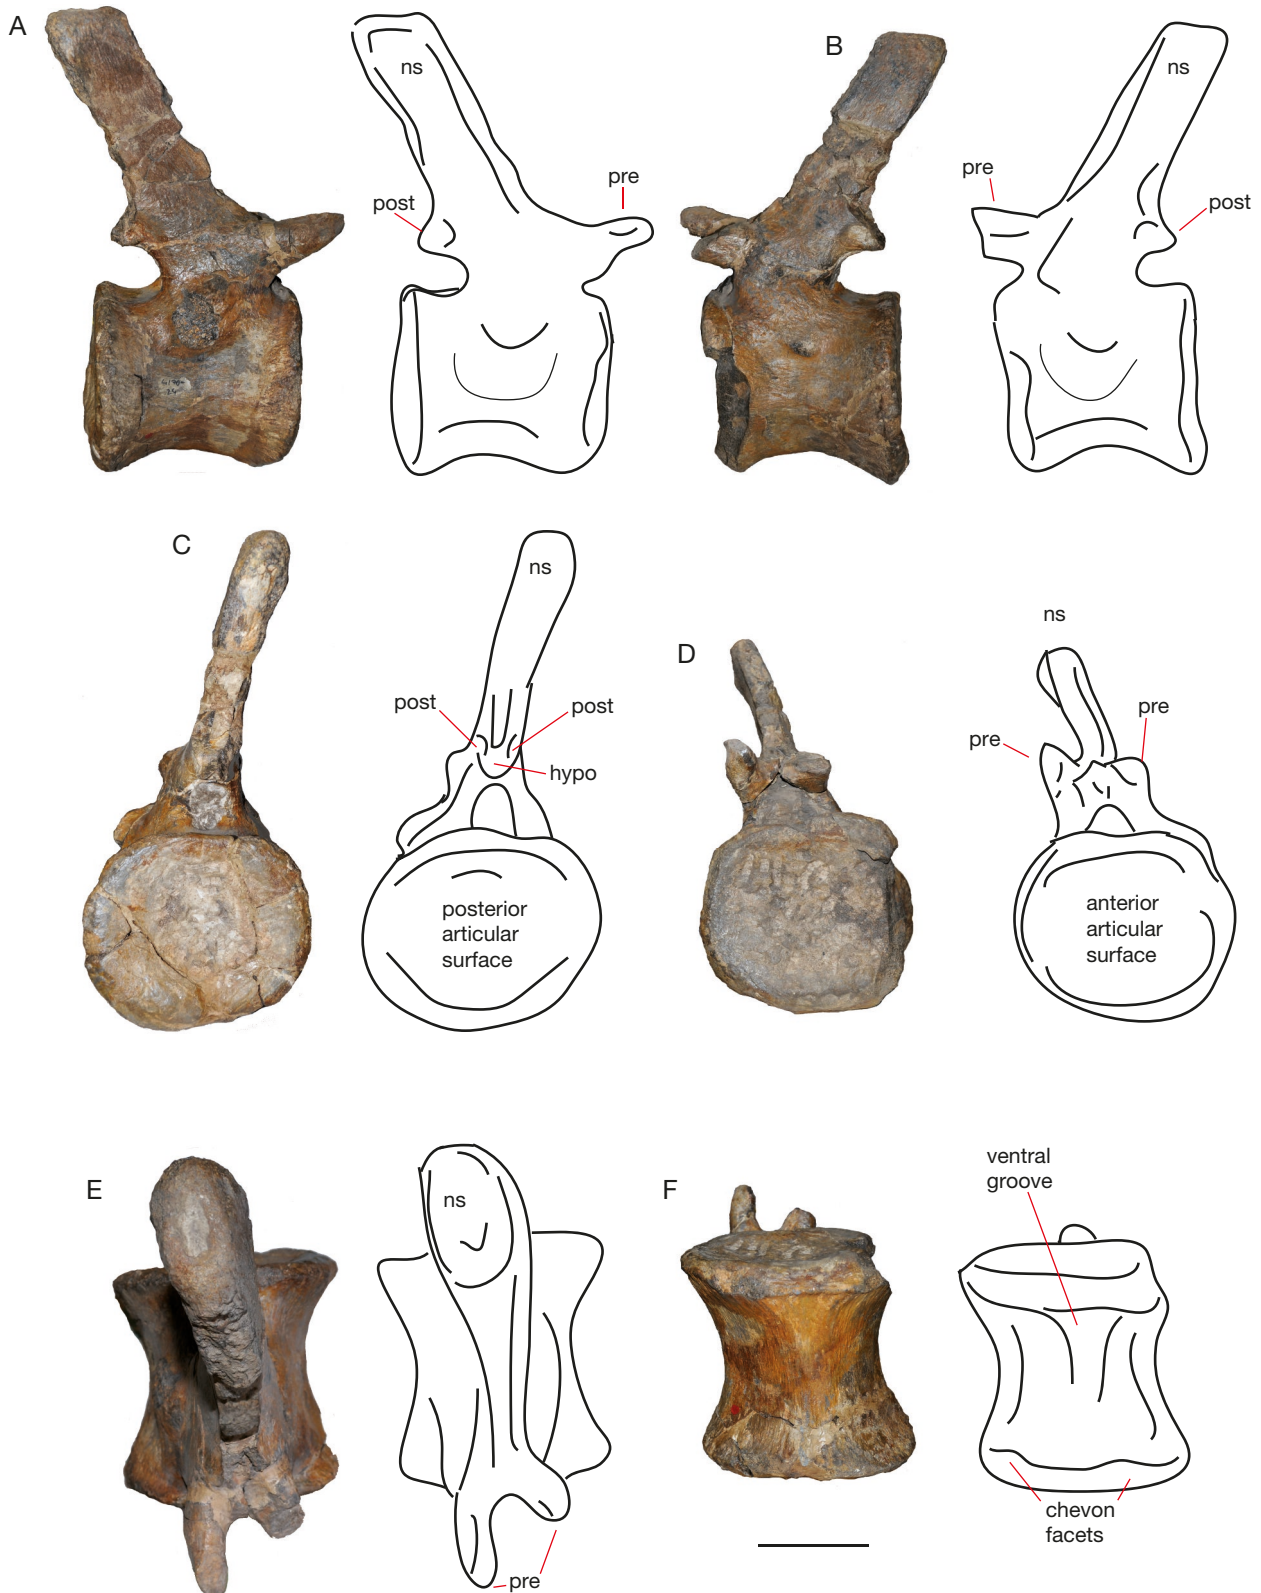 A
ns
pre
post
B
ns
pre
post
C
ns
post
post
hypo
posterior
articular
surface
D
ns
pre
pre
anterior
articular
surface
E
ns
pre
F
ventral
groove
chevon
facets